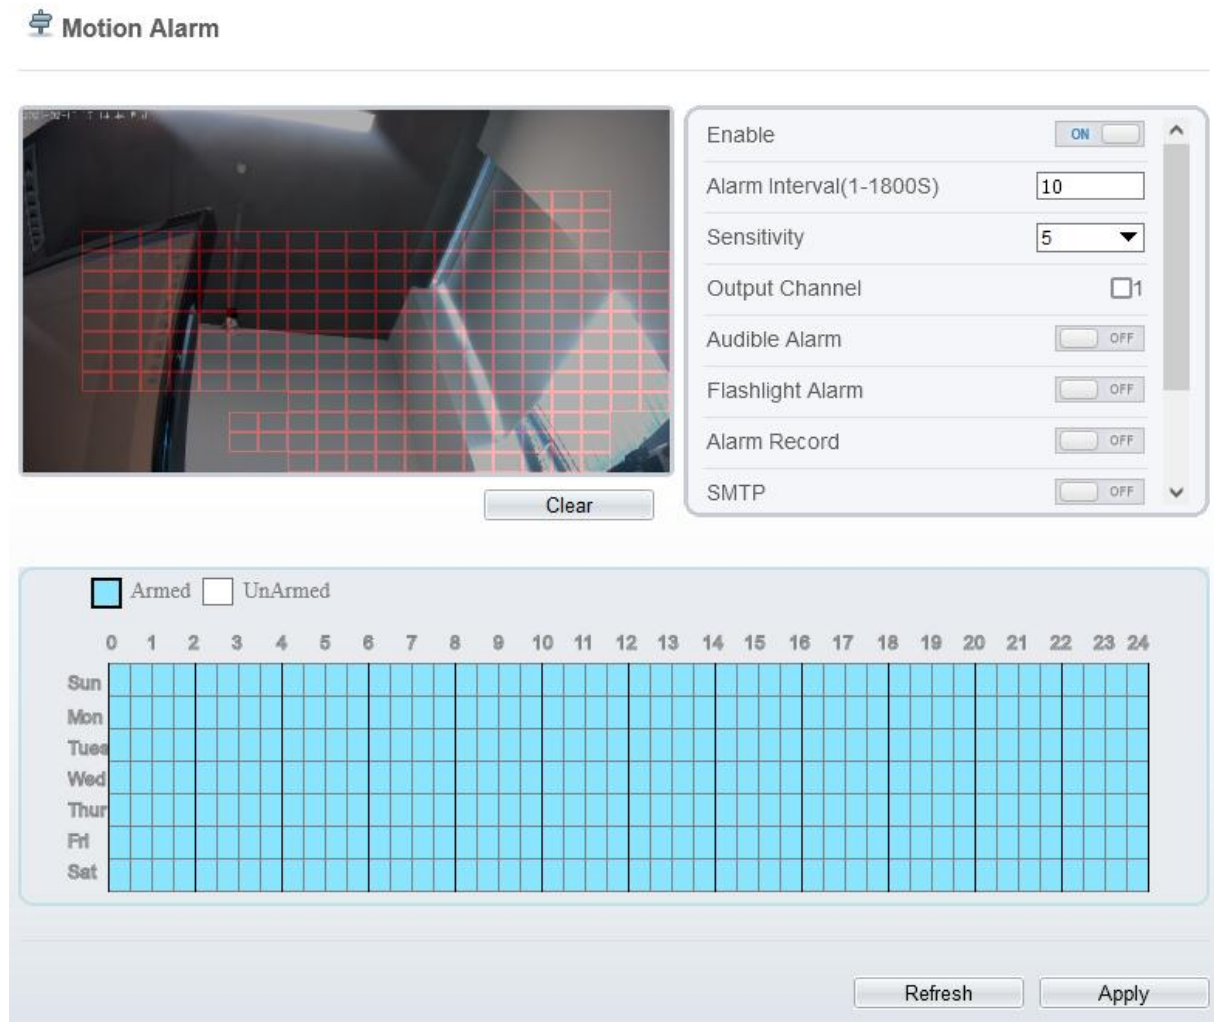 Motion Alarm
Enable ON
Alarm Interval(1-1800S) 10
Sensitivity 5
Output Channel 1
Audible Alarm OFF
Flashlight Alarm OFF
Alarm Record OFF
SMTP OFF
Clear
Armed UnArmed
0 1 2 3 4 5 6 7 8 9 10 11 12 13 14 15 16 17 18 19 20 21 22 23 24
Sun
Mon
Tues
Wed
Thur
Fri
Sat
Refresh Apply